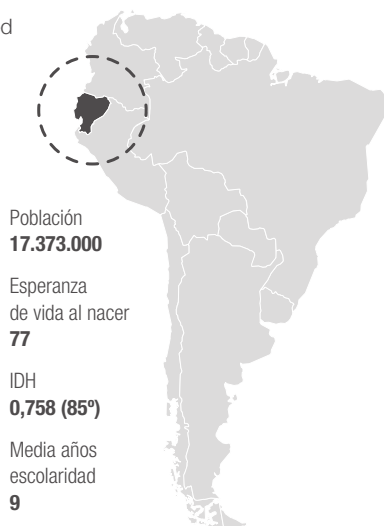 d
Población
17.373.000
Esperanza
de vida al nacer
77
IDH
0,758 (85º)
Media años
escolaridad
9